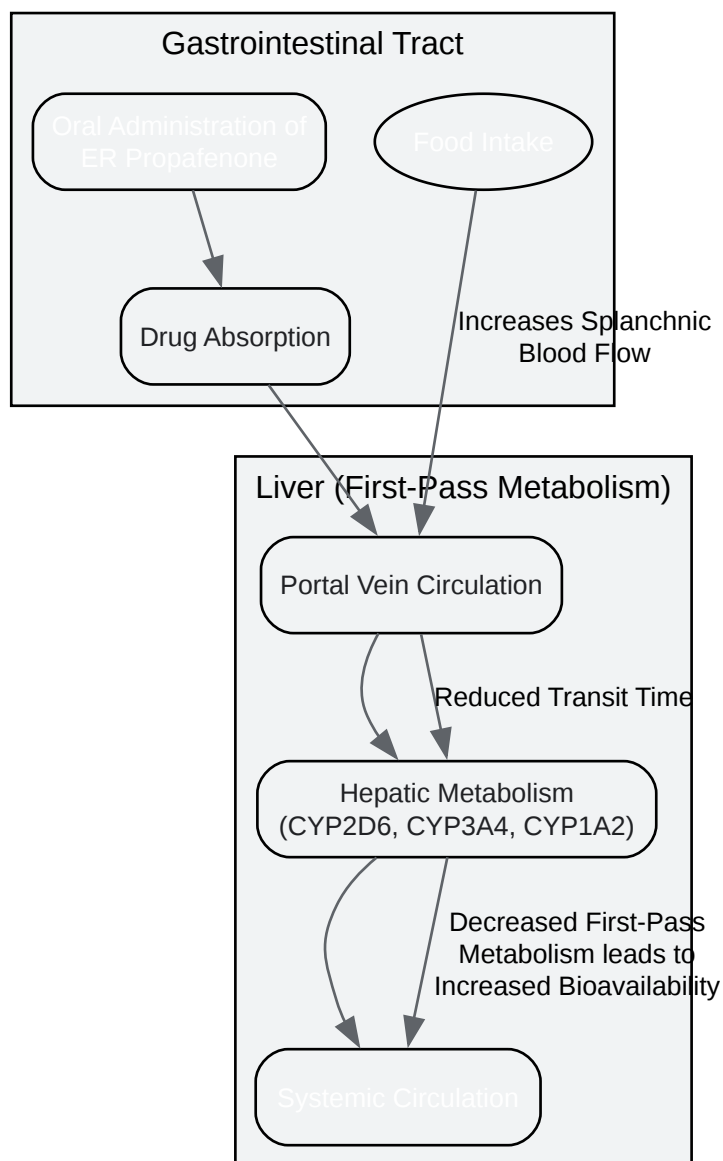 Gastrointestinal Tract
Oral Administration of
ER Propafenone
Food Intake
Drug Absorption
Increases Splanchnic
Blood Flow
Liver (First-Pass Metabolism)
Portal Vein Circulation
Reduced Transit Time
Hepatic Metabolism
(CYP2D6, CYP3A4, CYP1A2)
Decreased First-Pass
Metabolism leads to
Increased Bioavailability
Systemic Circulation